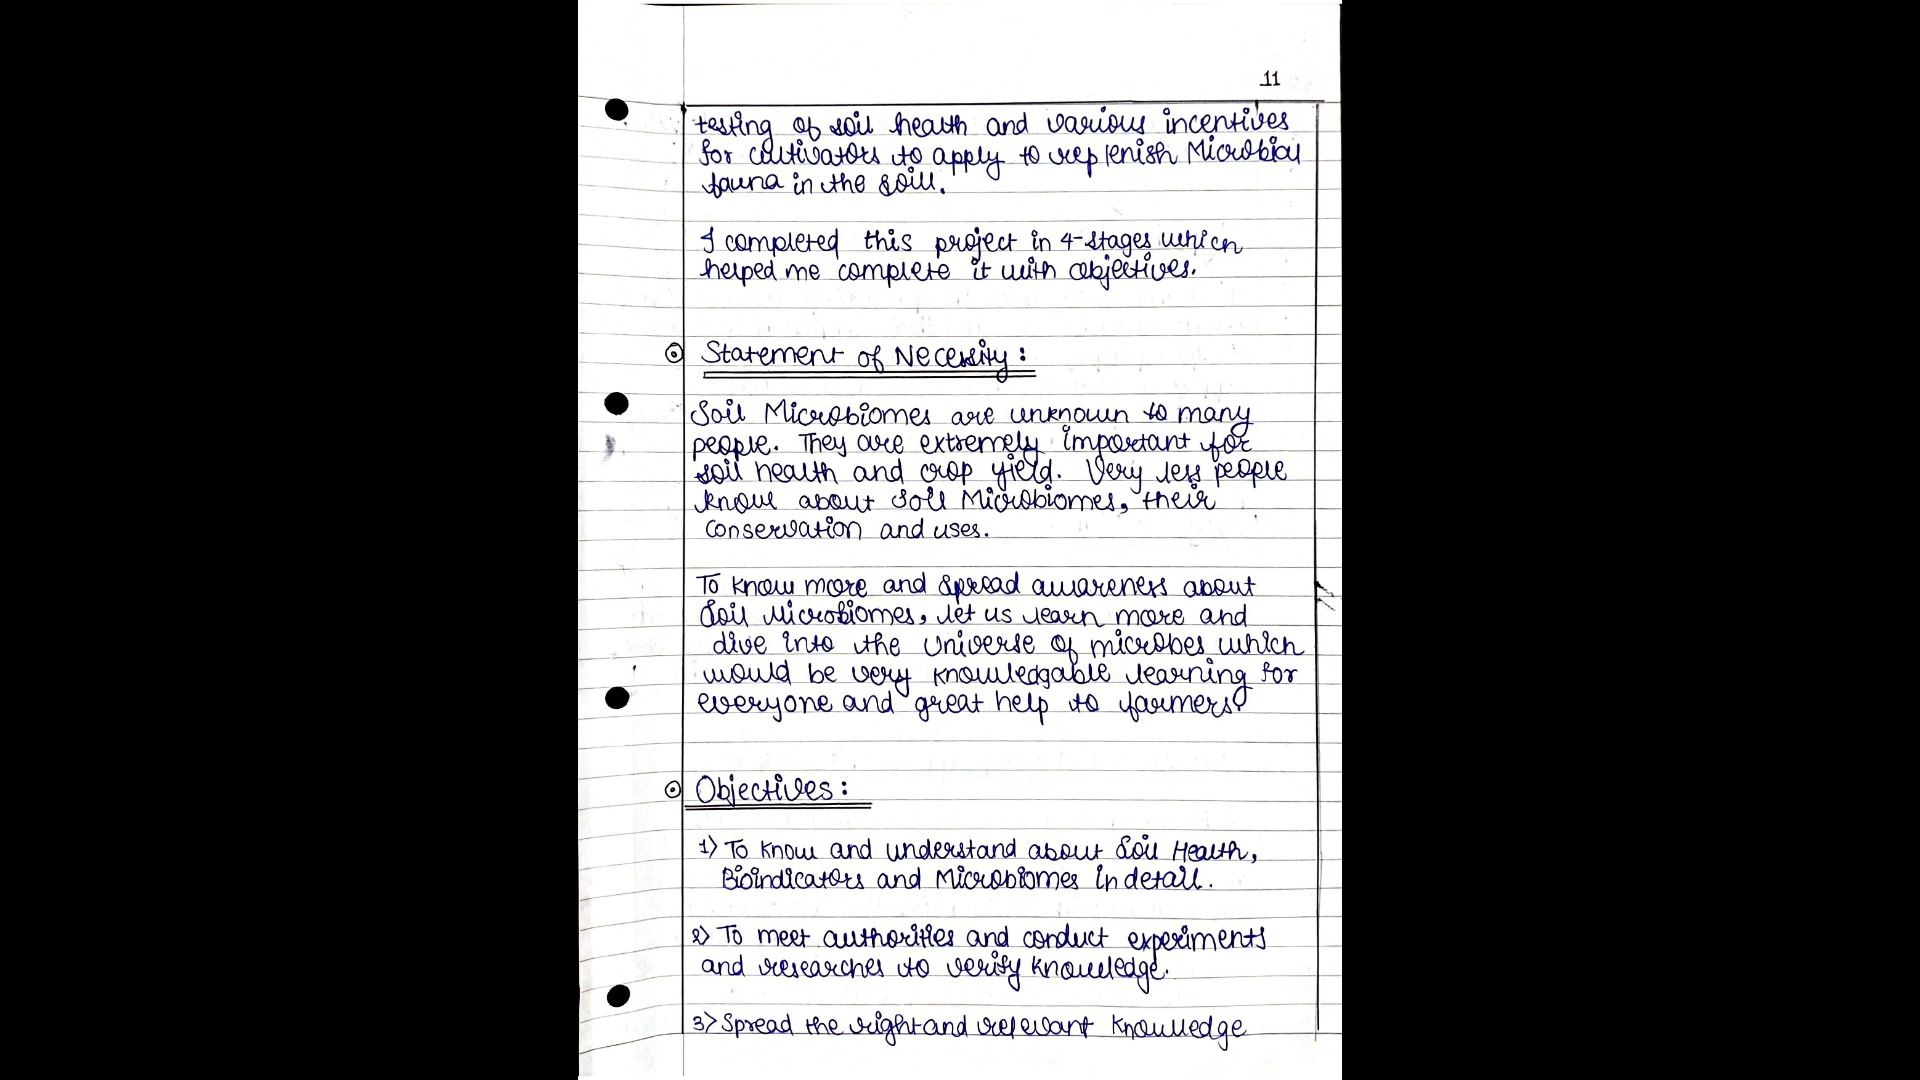 11
testing of soil health and various incentives
for cultivators to apply to replenish Microbial
fauna in the soil.
I completed this project in 4-stages which
helped me complete it with objectives.
Statement of Necessity:
Soil Microbiomes are unknown to many
people. They are extremely important for
soil health and crop yield. Very less people
know about Soil Microbiomes, their
conservation and uses.
To know more and spread awareness about
Soil Microbiomes, let us learn more and
dive into the universe of microbes which
would be very knowledgable learning for
everyone and great help to farmers.
Objectives:
1) To know and understand about Soil Health,
Bioindicators and Microbiomes in detail.
2) To meet authorities and conduct experiments
and researches to verify knowledge.
3) Spread the right and relevant knowledge